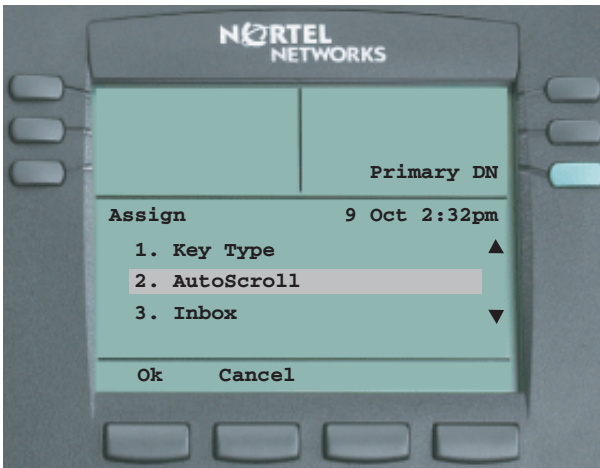 NORTEL
NETWORKS
Primary DN
Assign 9 Oct 2:32pm
1. Key Type
2. AutoScroll
3. Inbox
Ok Cancel